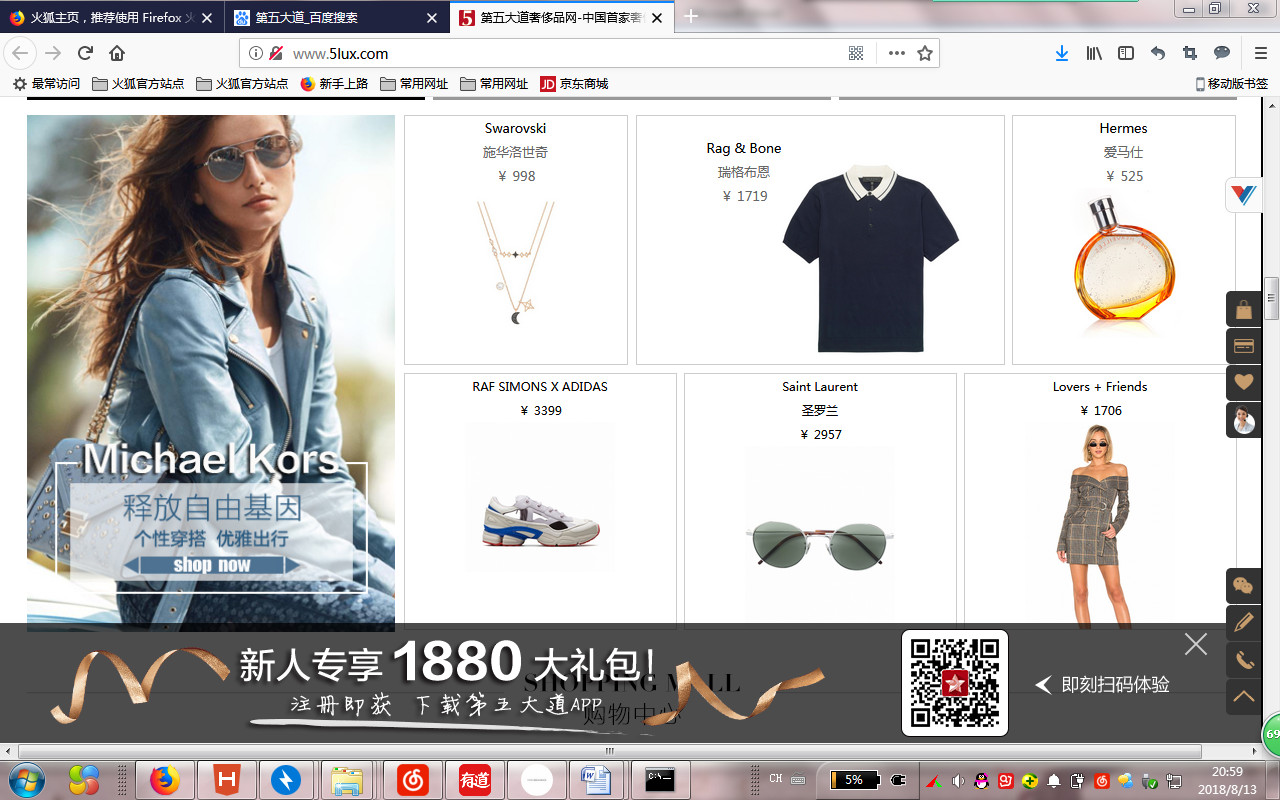 火狐主页，推荐使用 Firefox 火
第五大道_百度搜索
第五大道奢侈品网-中国首家奢
www.5lux.com
最常访问
火狐官方站点
火狐官方站点
新手上路
常用网址
常用网址
JD
京东商城
移动版书签
Swarovski
施华洛世奇
¥ 998
Rag & Bone
瑞格布恩
¥ 1719
Hermes
爱马仕
¥ 525
RAF SIMONS X ADIDAS
¥ 3399
Saint Laurent
圣罗兰
¥ 2957
Lovers + Friends
¥ 1706
Michael Kors
释放自由基因
个性穿搭 优雅出行
shop now
新人专享 1880 大礼包!
注册即获 下载第五大道APP
SHOPPING MALL
购物中心
即刻扫码体验
69
有道
C:\
CH
5%
20:59
2018/8/13